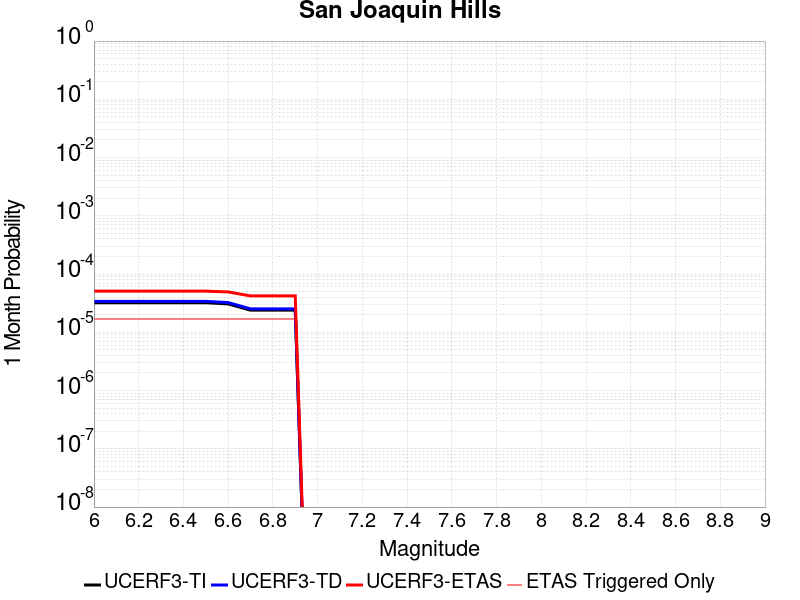 San Joaquin Hills
10^0
10^-1
10^-2
10^-3
10^-4
10^-5
10^-6
10^-7
10^-8
1 Month Probability
6 6.2 6.4 6.6 6.8 7 7.2 7.4 7.6 7.8 8 8.2 8.4 8.6 8.8 9
Magnitude
UCERF3-TI UCERF3-TD UCERF3-ETAS ETAS Triggered Only